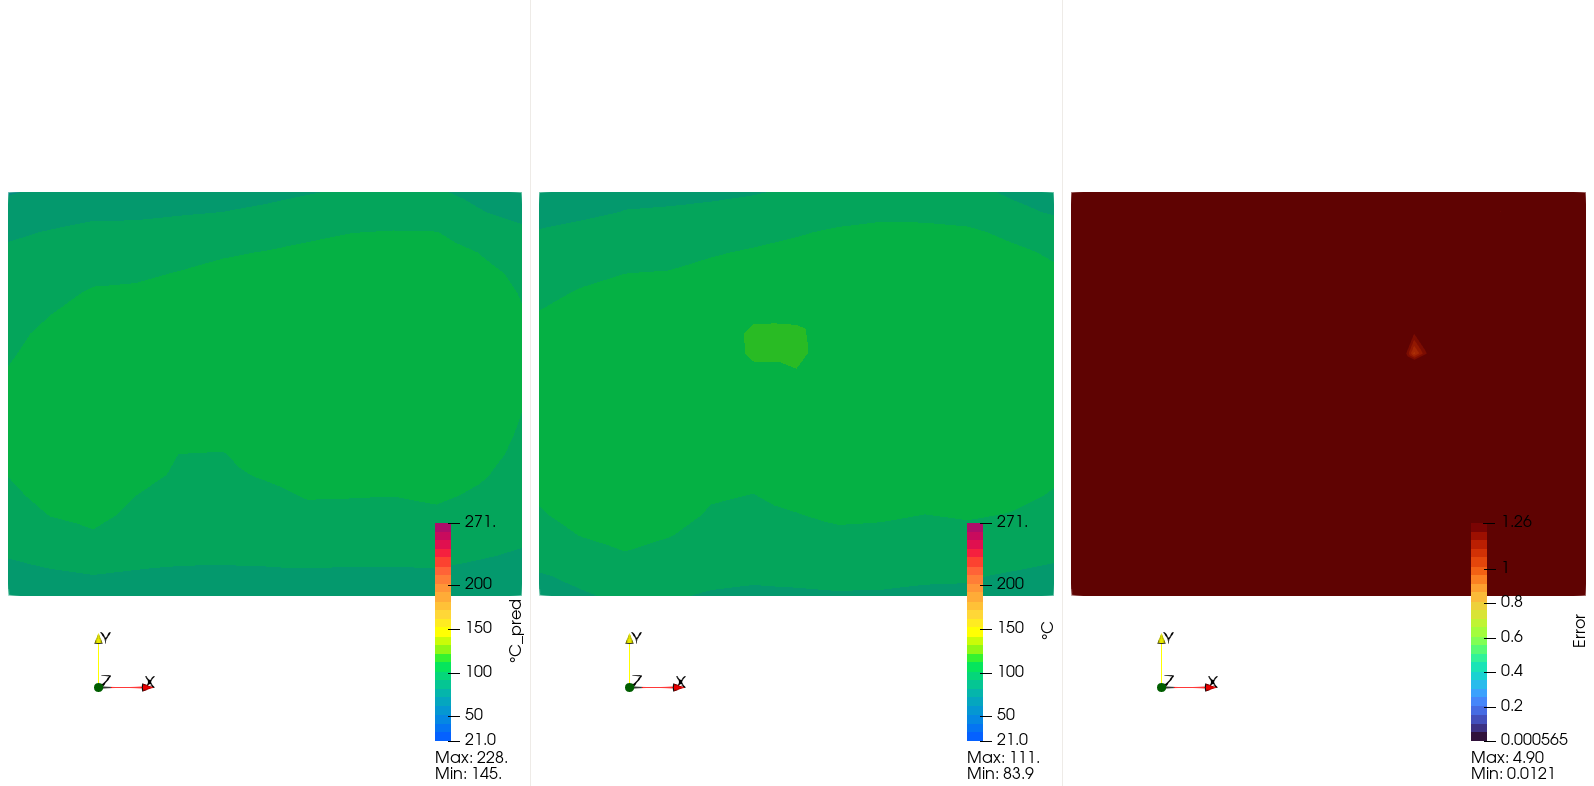 271.
200
150
100
50
21.0
°C_pred
Max: 228.
Min: 145.
Y
Z
X
271.
200
150
100
50
21.0
°C
Max: 111.
Min: 83.9
Y
Z
X
1.26
1
0.8
0.6
0.4
0.2
0.000565
Error
Max: 4.90
Min: 0.0121
Y
Z
X